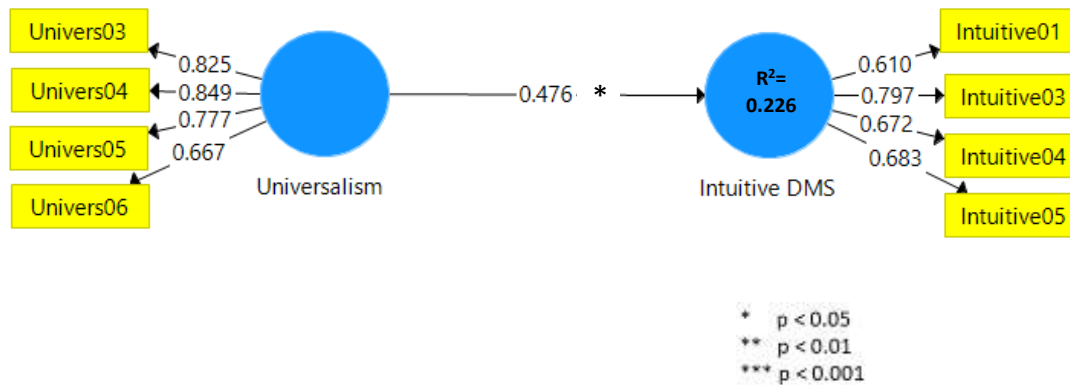 Univers03
Univers04
Univers05
Univers06
0.825
0.849
0.777
0.667
Universalism
0.476 *
R²=
0.226
Intuitive DMS
0.610
0.797
0.672
0.683
Intuitive01
Intuitive03
Intuitive04
Intuitive05
* p < 0.05
** p < 0.01
*** p < 0.001